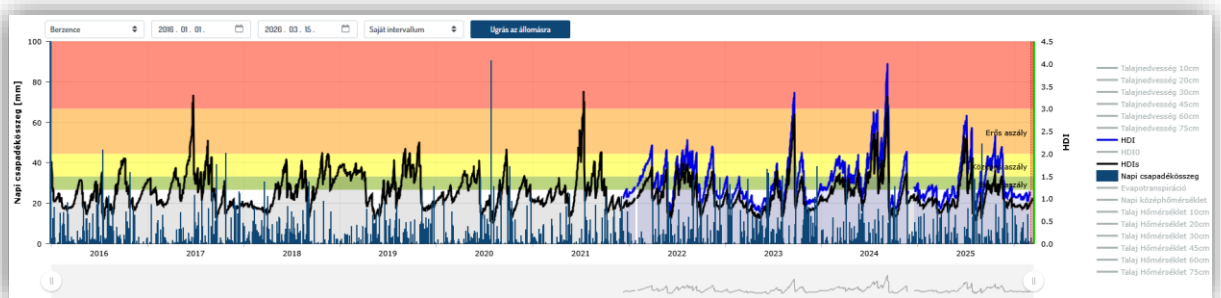 Berzence 2016 . 01 . 01. 2026 . 03 . 15. Saját intervallum Ugrás az állomásra
Napi csapadékösszeg [mm]
100
80
60
40
20
0
4.5
4.0
3.5
3.0
2.5
2.0
1.5
1.0
0.5
0.0
HDI
Erős aszály
Közepes aszály
aszály
2016 2017 2018 2019 2020 2021 2022 2023 2024 2025
Talajnedvesség 10cm
Talajnedvesség 20cm
Talajnedvesség 30cm
Talajnedvesség 45cm
Talajnedvesség 60cm
Talajnedvesség 75cm
HDI
HDI0
HDIs
Napi csapadékösszeg
Evapotranspiráció
Napi középhőmérséklet
Talaj Hőmérséklet 10cm
Talaj Hőmérséklet 20cm
Talaj Hőmérséklet 30cm
Talaj Hőmérséklet 45cm
Talaj Hőmérséklet 60cm
Talaj Hőmérséklet 75cm